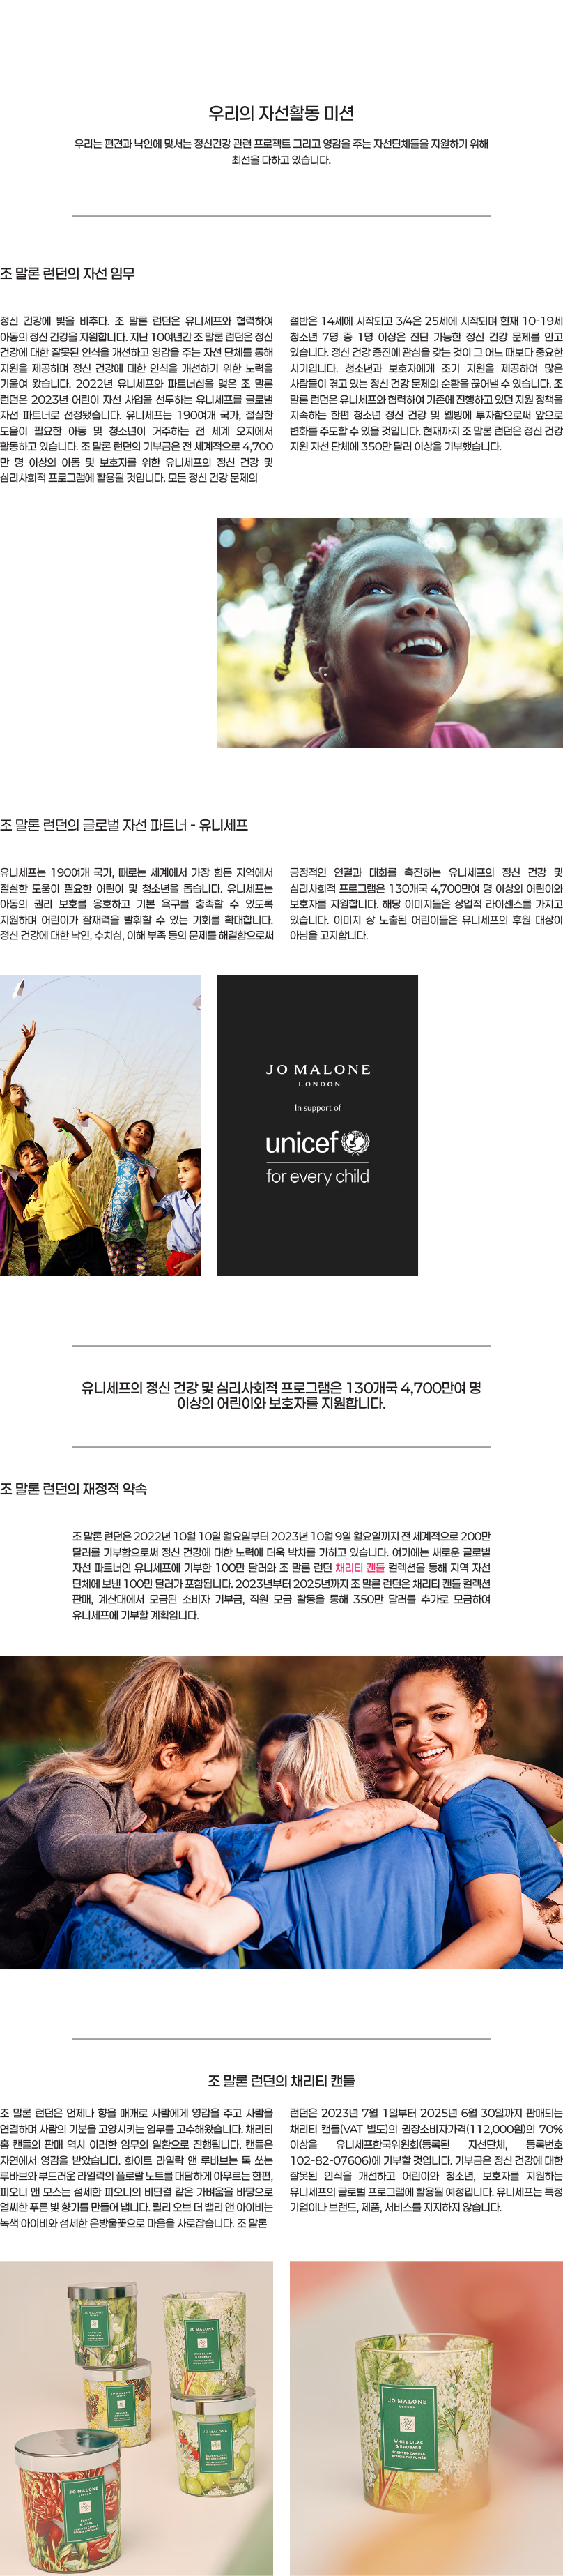 우리의 자선활동 미션
우리는 편견과 낙인에 맞서는 정신건강 관련 프로젝트 그리고 영감을 주는 자선단체들을 지원하기 위해
최선을 다하고 있습니다.
조 말론 런던의 자선 임무
정신 건강에 빛을 비추다. 조 말론 런던은 유니세프와 협력하여
아동의 정신 건강을 지원합니다. 지난 10여년간 조 말론 런던은 정신
건강에 대한 잘못된 인식을 개선하고 영감을 주는 자선 단체를 통해
지원을 제공하며 정신 건강에 대한 인식을 개선하기 위한 노력을
기울여 왔습니다. 2022년 유니세프와 파트너십을 맺은 조 말론
런던은 2023년 어린이 자선 사업을 선두하는 유니세프를 글로벌
자선 파트너로 선정했습니다. 유니세프는 190여개 국가, 절실한
도움이 필요한 아동 및 청소년이 거주하는 전 세계 오지에서
활동하고 있습니다. 조 말론 런던의 기부금은 전 세계적으로 4,700
만 명 이상의 아동 및 보호자를 위한 유니세프의 정신 건강 및
심리사회적 프로그램에 활용될 것입니다. 모든 정신 건강 문제의
절반은 14세에 시작되고 3/4은 25세에 시작되며 현재 10-19세
청소년 7명 중 1명 이상은 진단 가능한 정신 건강 문제를 안고
있습니다. 정신 건강 증진에 관심을 갖는 것이 그 어느 때보다 중요한
시기입니다. 청소년과 보호자에게 조기 지원을 제공하여 많은
사람들이 겪고 있는 정신 건강 문제의 순환을 끊어낼 수 있습니다. 조
말론 런던은 유니세프와 협력하여 기존에 진행하고 있던 지원 정책을
지속하는 한편 청소년 정신 건강 및 웰빙에 투자함으로써 앞으로
변화를 주도할 수 있을 것입니다. 현재까지 조 말론 런던은 정신 건강
지원 자선 단체에 350만 달러 이상을 기부했습니다.
조 말론 런던의 글로벌 자선 파트너 - 유니세프
유니세프는 190여개 국가, 때로는 세계에서 가장 힘든 지역에서
절실한 도움이 필요한 어린이 및 청소년을 돕습니다. 유니세프는
아동의 권리 보호를 옹호하고 기본 욕구를 충족할 수 있도록
지원하며 어린이가 잠재력을 발휘할 수 있는 기회를 확대합니다.
정신 건강에 대한 낙인, 수치심, 이해 부족 등의 문제를 해결함으로써
긍정적인 연결과 대화를 촉진하는 유니세프의 정신 건강 및
심리사회적 프로그램은 130개국 4,700만여 명 이상의 어린이와
보호자를 지원합니다. 해당 이미지들은 상업적 라이센스를 가지고
있습니다. 이미지 상 노출된 어린이들은 유니세프의 후원 대상이
아님을 고지합니다.
JO MALONE
LONDON
In support of
unicef
for every child
유니세프의 정신 건강 및 심리사회적 프로그램은 130개국 4,700만여 명
이상의 어린이와 보호자를 지원합니다.
조 말론 런던의 재정적 약속
조 말론 런던은 2022년 10월 10일 월요일부터 2023년 10월 9일 월요일까지 전 세계적으로 200만
달러를 기부함으로써 정신 건강에 대한 노력에 더욱 박차를 가하고 있습니다. 여기에는 새로운 글로벌
자선 파트너인 유니세프에 기부한 100만 달러와 조 말론 런던 채리티 캔들 컬렉션을 통해 지역 자선
단체에 보낸 100만 달러가 포함됩니다. 2023년부터 2025년까지 조 말론 런던은 채리티 캔들 컬렉션
판매, 계산대에서 모금된 소비자 기부금, 직원 모금 활동을 통해 350만 달러를 추가로 모금하여
유니세프에 기부할 계획입니다.
조 말론 런던의 채리티 캔들
조 말론 런던은 언제나 향을 매개로 사람에게 영감을 주고 사람을
연결하며 사람의 기분을 고양시키는 임무를 고수해왔습니다. 채리티
홈 캔들의 판매 역시 이러한 임무의 일환으로 진행됩니다. 캔들은
자연에서 영감을 받았습니다. 화이트 라일락 앤 루바브는 톡 쏘는
루바브와 부드러운 라일락의 플로랄 노트를 대담하게 아우르는 한편,
피오니 앤 모스는 섬세한 피오니의 비단결 같은 가벼움을 바탕으로
얼씨한 푸른 빛 향기를 만들어 냅니다. 릴리 오브 더 밸리 앤 아이비는
녹색 아이비와 섬세한 은방울꽃으로 마음을 사로잡습니다. 조 말론
런던은 2023년 7월 1일부터 2025년 6월 30일까지 판매되는
채리티 캔들(VAT 별도)의 권장소비자가격(112,000원)의 70%
이상을 유니세프한국위원회(등록된 자선단체, 등록번호
102-82-07606)에 기부할 것입니다. 기부금은 정신 건강에 대한
잘못된 인식을 개선하고 어린이와 청소년, 보호자를 지원하는
유니세프의 글로벌 프로그램에 활용될 예정입니다. 유니세프는 특정
기업이나 브랜드, 제품, 서비스를 지지하지 않습니다.
JO MALONE
JO MALONE
WHITE LILAC
& RHUBARB
JO MALONE
LONDON
PEONY
& MOSS
JO MALONE
LONDON
WHITE LILAC
& RHUBARB
SCENTED CANDLE
BOUGIE PARFUMÉE